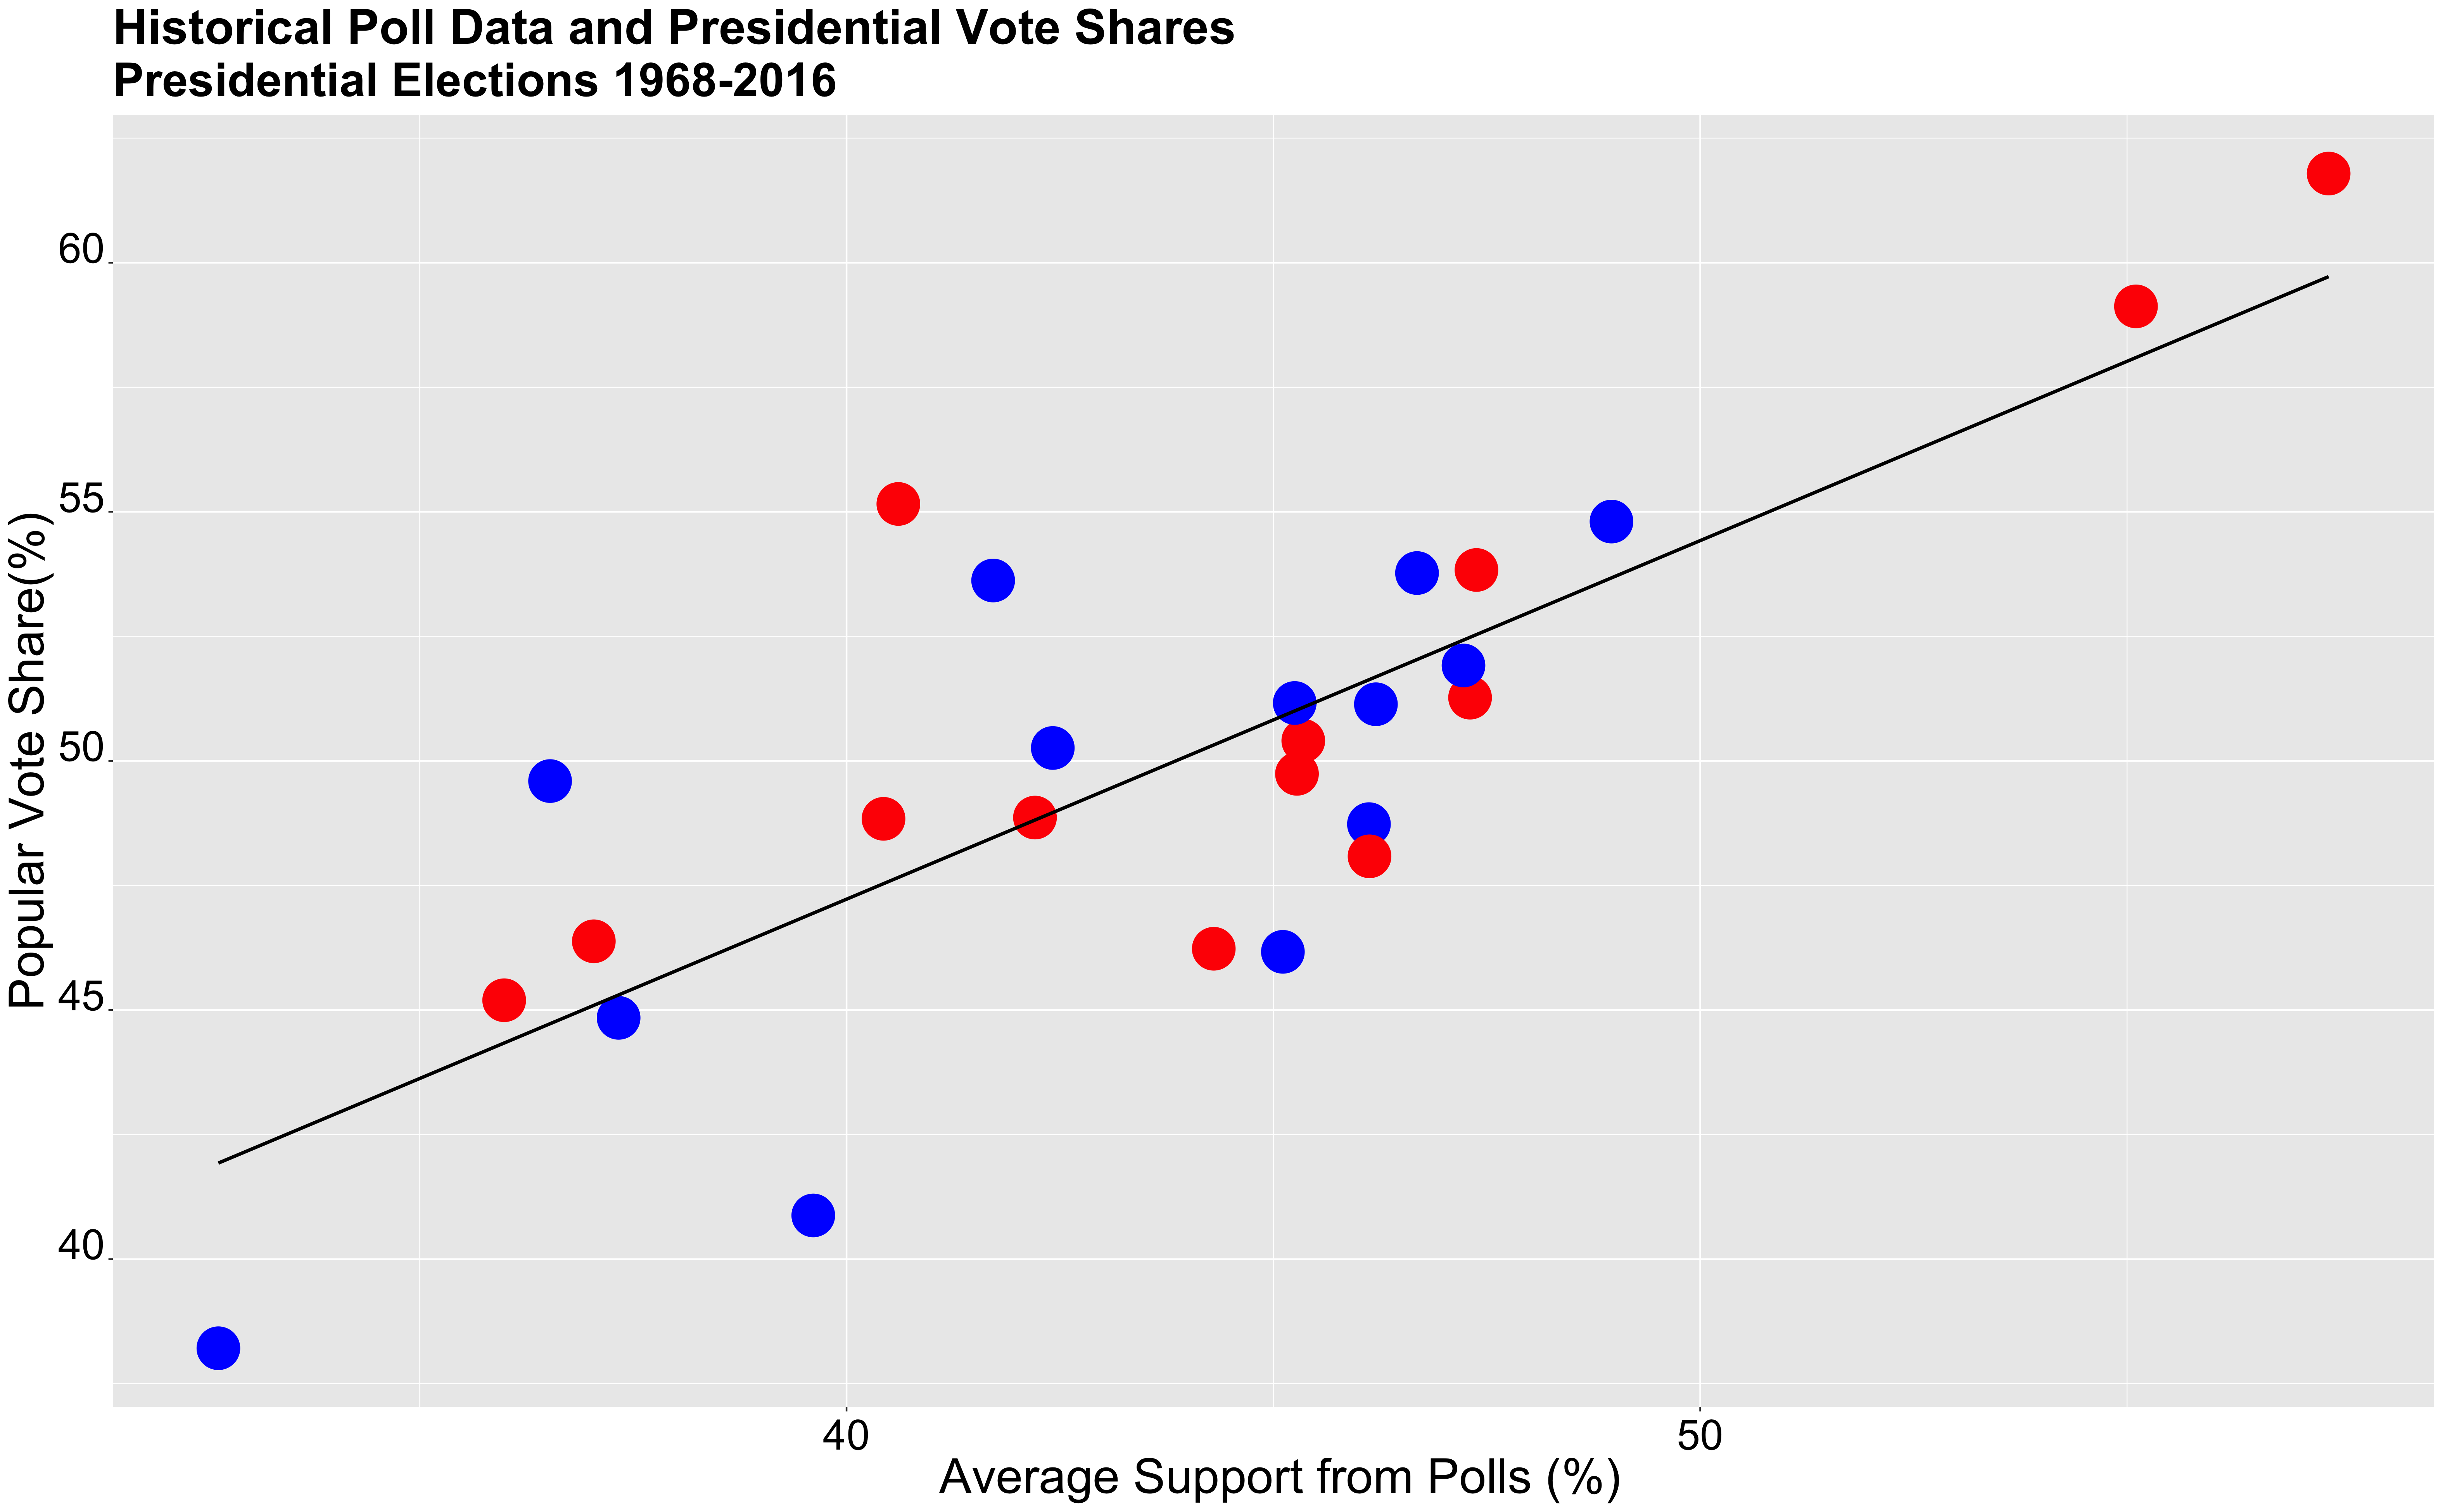 Historical Poll Data and Presidential Vote Shares
Presidential Elections 1968-2016
Popular Vote Share(%)
60
55
50
45
40
40
50
Average Support from Polls (%)